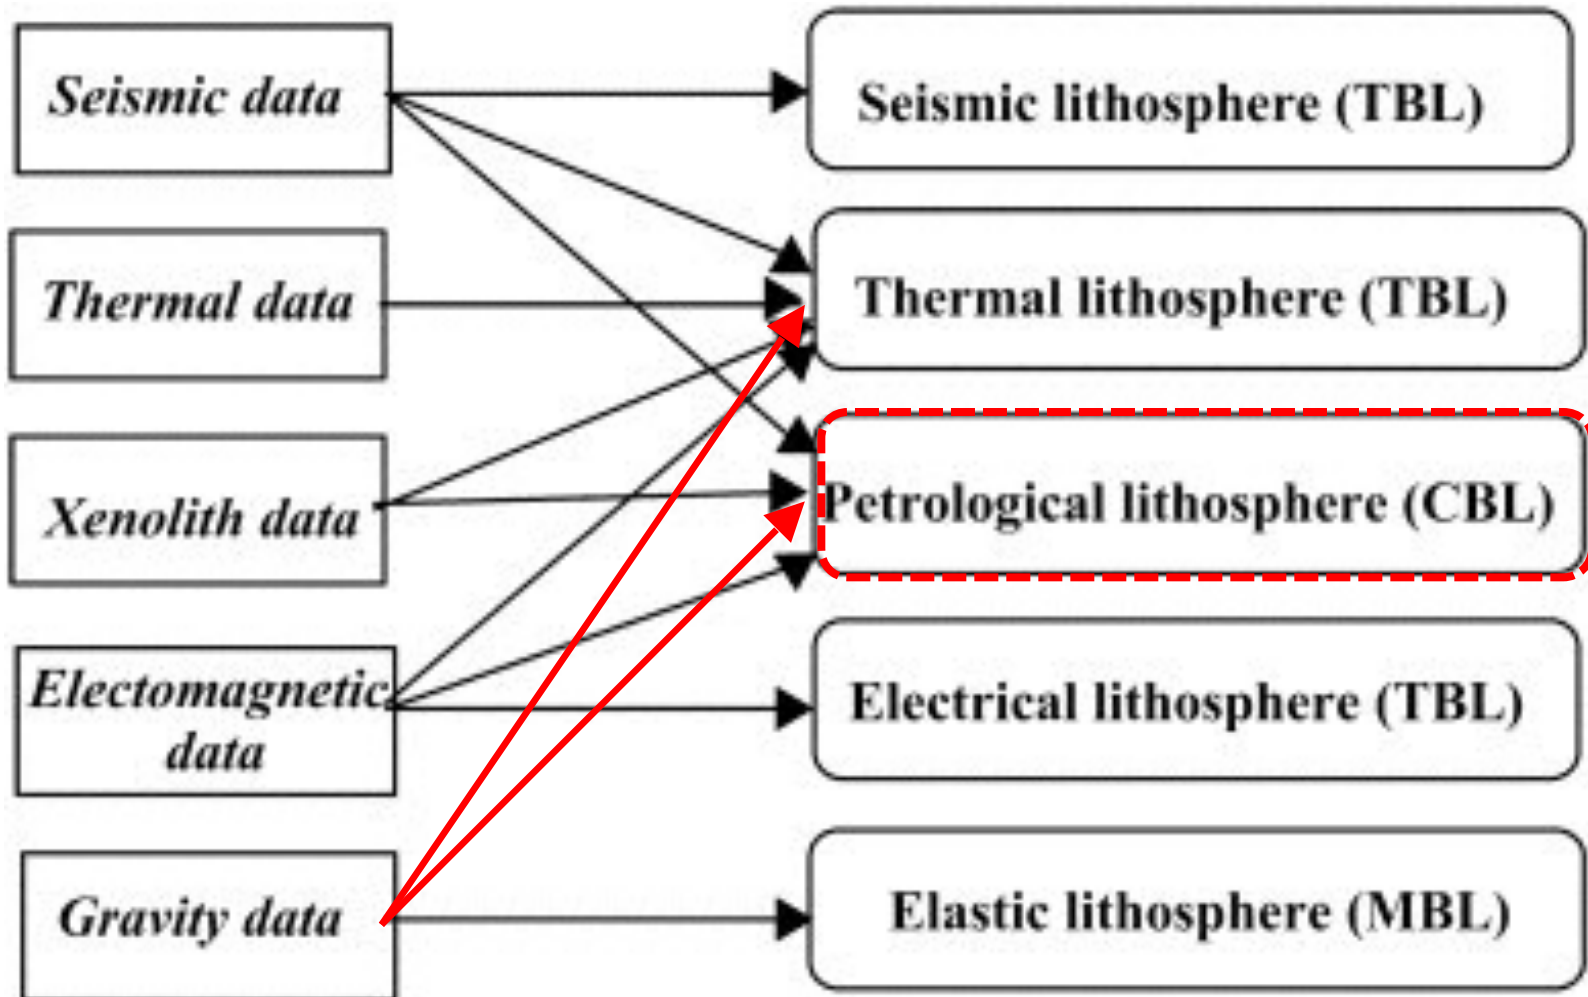 Seismic data
Seismic lithosphere (TBL)
Thermal data
Thermal lithosphere (TBL)
Xenolith data
Petrological lithosphere (CBL)
Electomagnetic
data
Electrical lithosphere (TBL)
Gravity data
Elastic lithosphere (MBL)